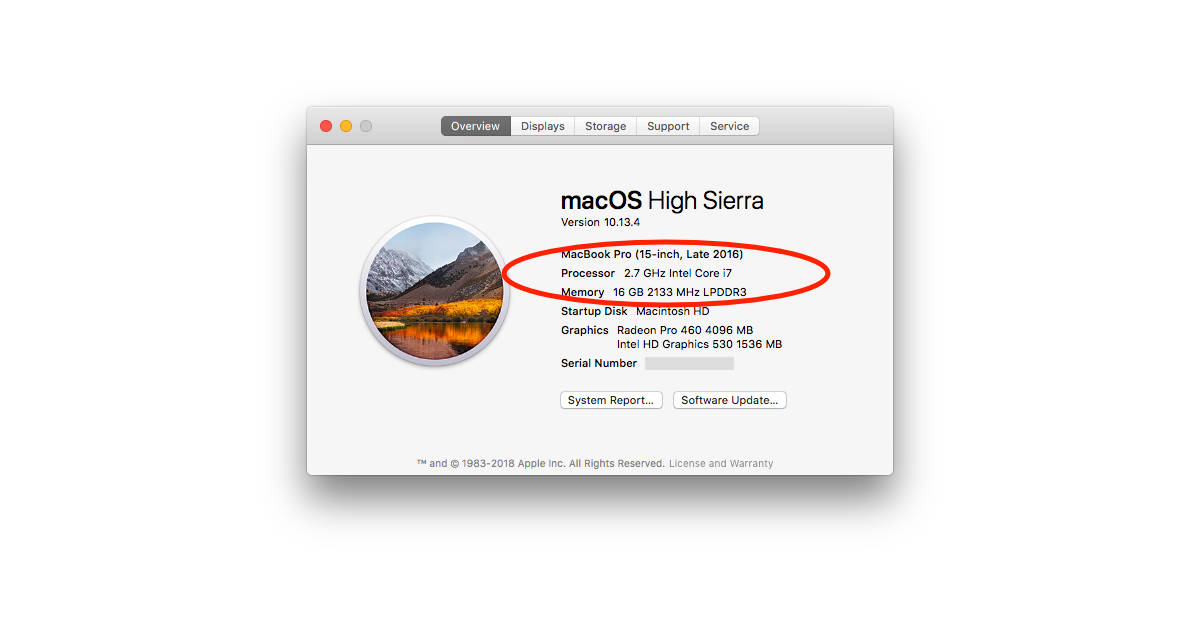 Overview Displays Storage Support Service
macOS High Sierra
Version 10.13.4
MacBook Pro (15-inch, Late 2016)
Processor 2.7 GHz Intel Core i7
Memory 16 GB 2133 MHz LPDDR3
Startup Disk Macintosh HD
Graphics Radeon Pro 460 4096 MB
Intel HD Graphics 530 1536 MB
Serial Number
System Report... Software Update...
™ and © 1983-2018 Apple Inc. All Rights Reserved. License and Warranty